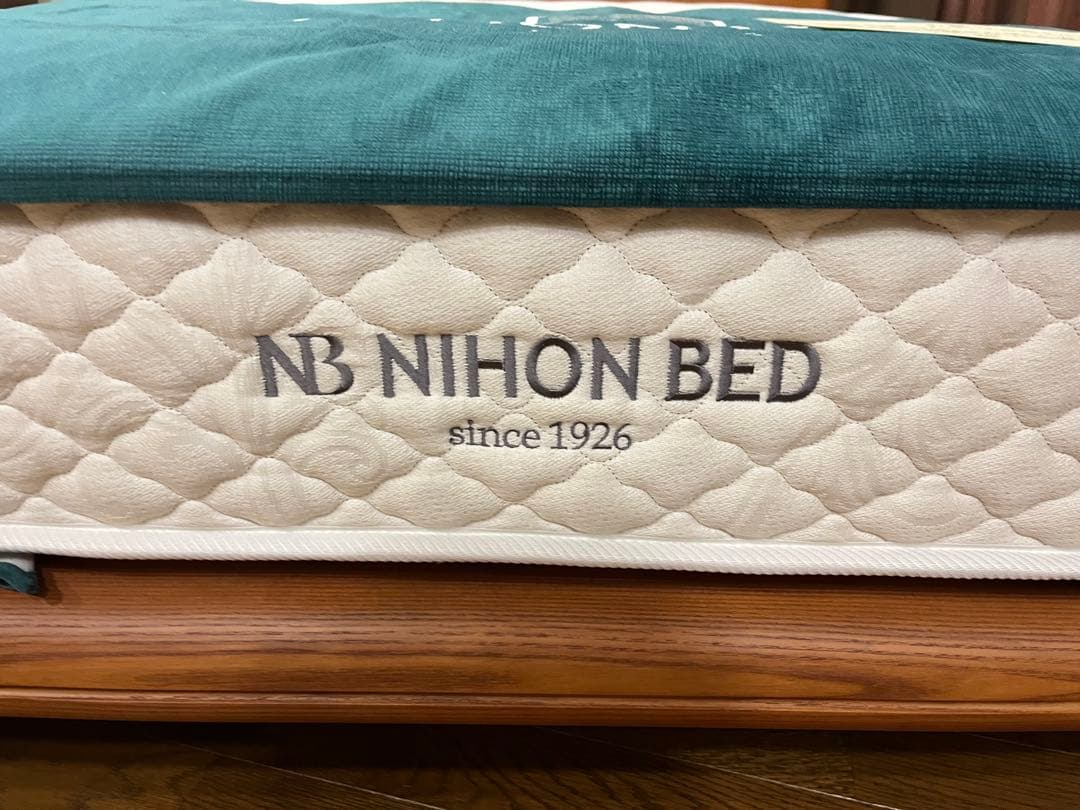 NB NIHON BED
since 1926